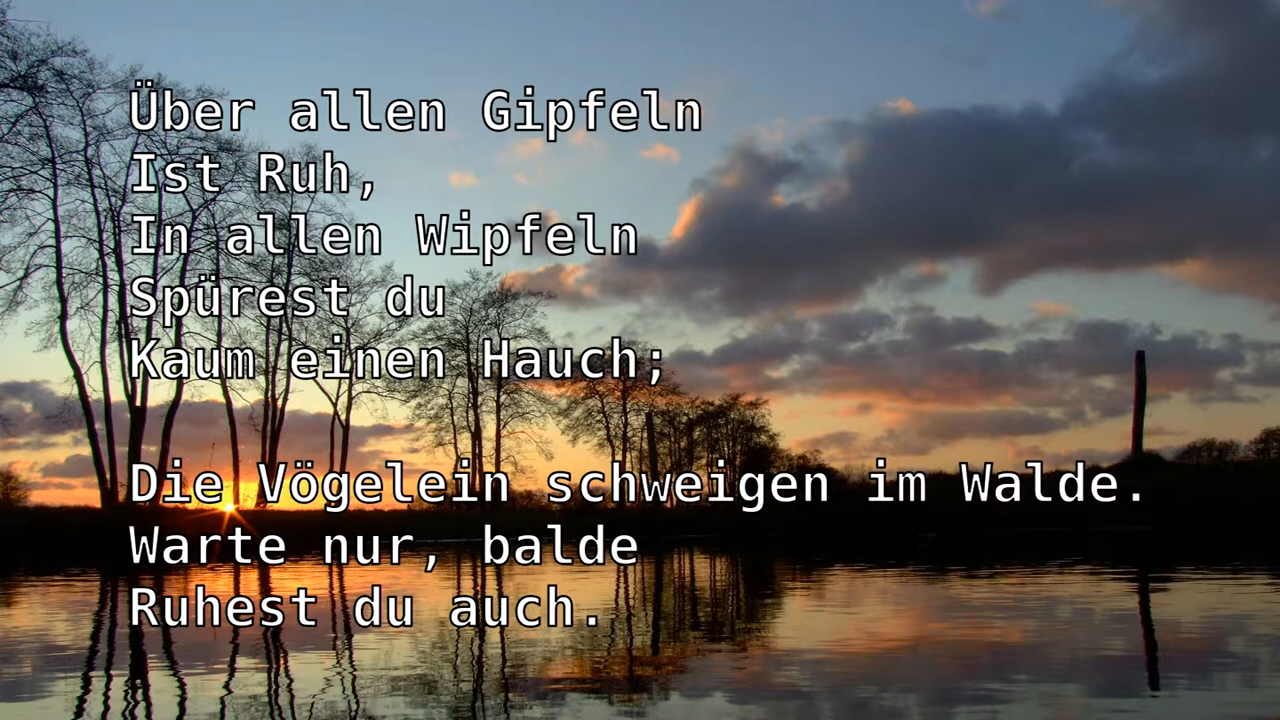 Über allen Gipfeln
Ist Ruh,
In allen Wipfeln
Spürest du
Kaum einen Hauch;
Die Vögelein schweigen im Walde.
Warte nur, balde
Ruhest du auch.